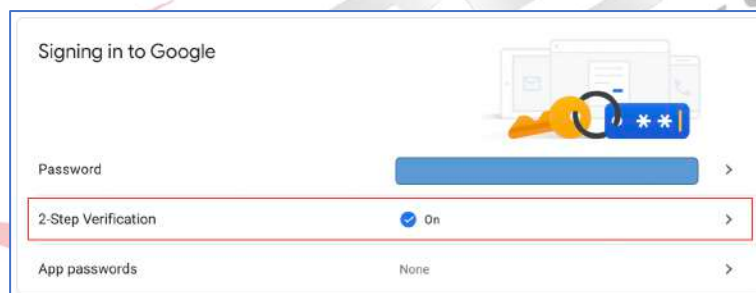 Signing in to Google
**
Password
2-Step Verification On
App passwords None